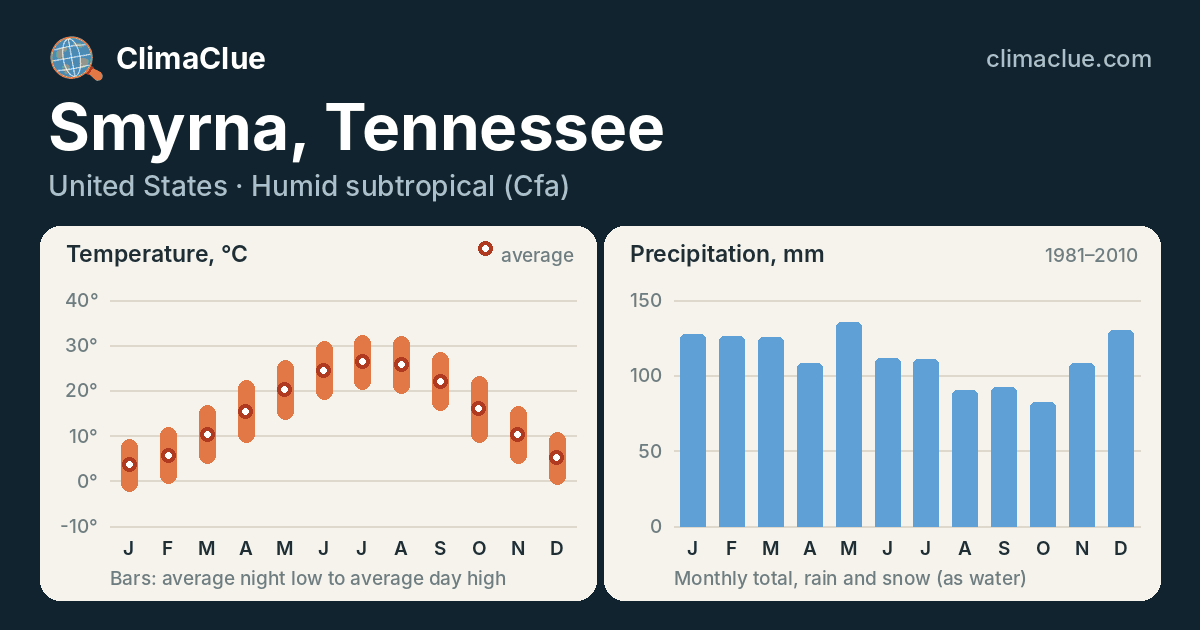 ClimaClue
climaclue.com
Smyrna, Tennessee
United States · Humid subtropical (Cfa)
Temperature, °C
average
40°
30°
20°
10°
0°
-10°
J F M A M J J A S O N D
Bars: average night low to average day high
Precipitation, mm
1981–2010
150
100
50
0
J F M A M J J A S O N D
Monthly total, rain and snow (as water)